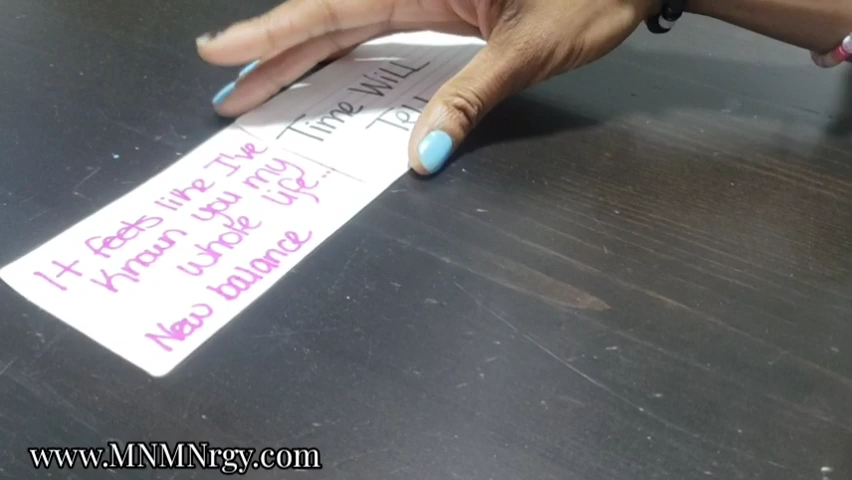 Time Will
Tell
It feels like I've
Known you my
whole life...
New balance
www.MNMNrgy.com